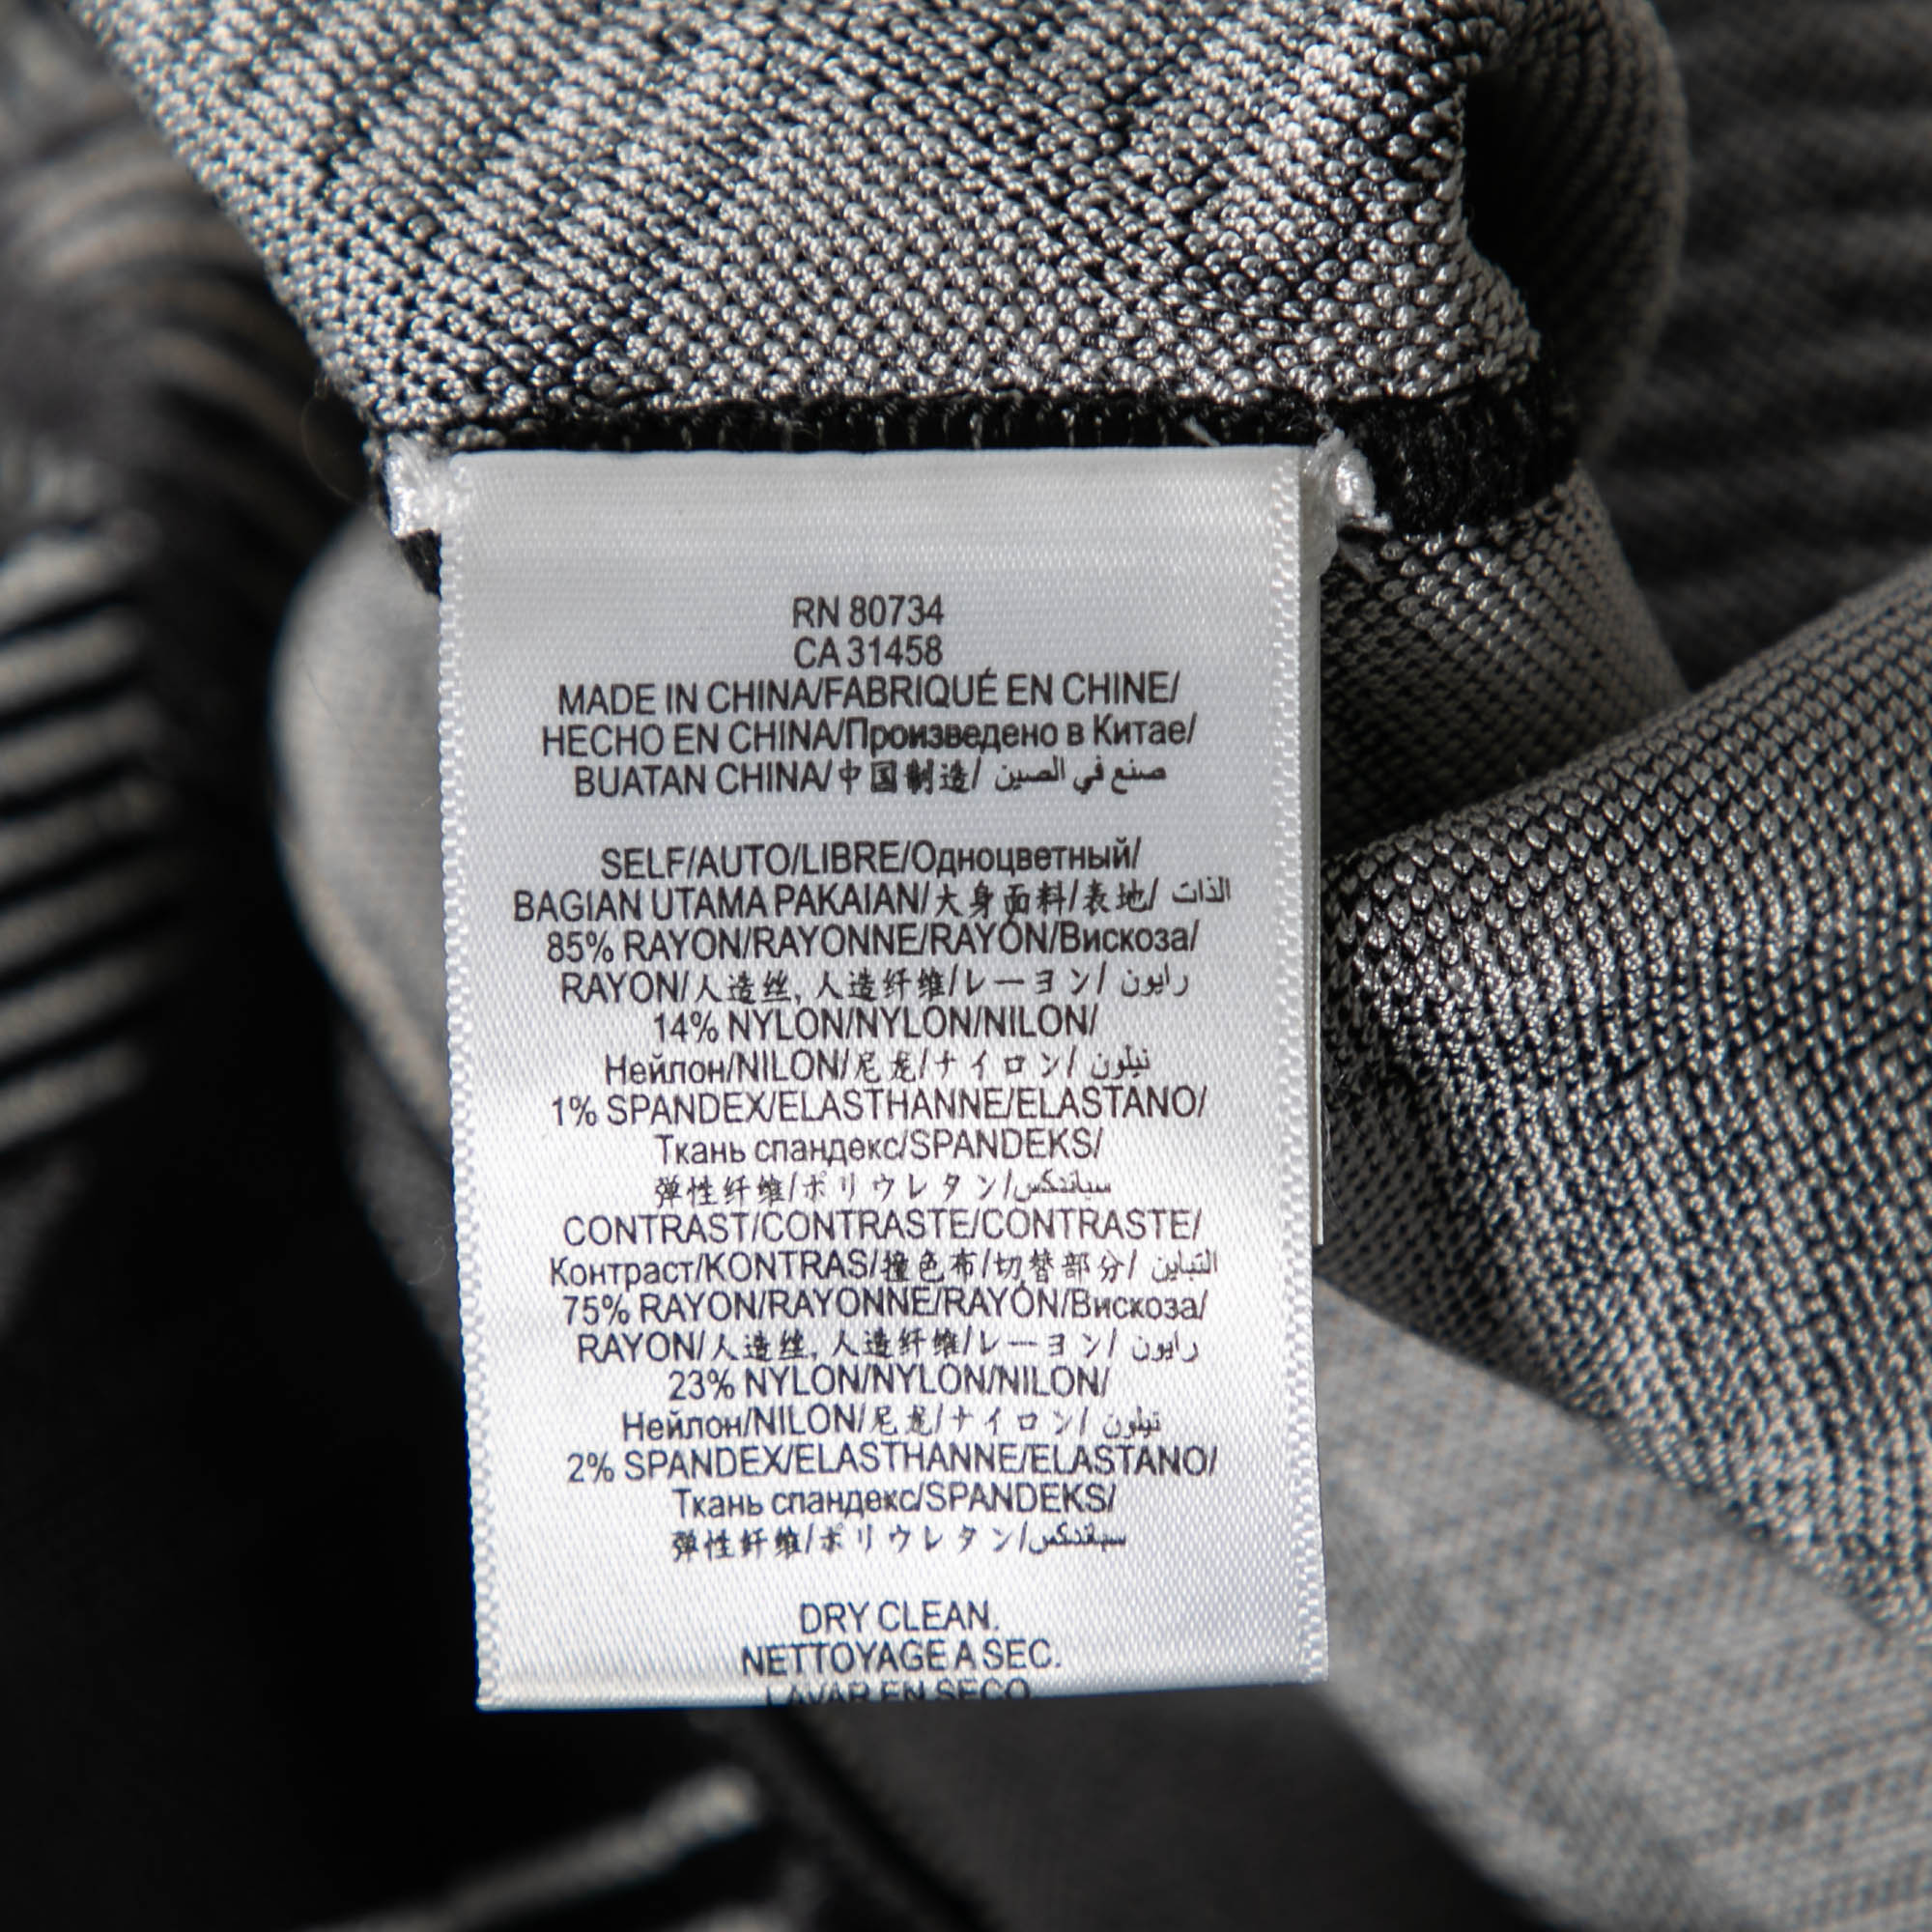 RN 80734
CA 31458
MADE IN CHINA/FABRIQUÉ EN CHINE/
HECHO EN CHINA/Произведено в Китае/
BUATAN CHINA/中国制造/ صنع في الصين
SELF/AUTO/LIBRE/Одноцветный/
BAGIAN UTAMA PAKAIAN/大身面料/表地/ الذات
85% RAYON/RAYONNE/RAYÓN/Вискоза/
RAYON/人造丝, 人造纤维/レーヨン/ رايون
14% NYLON/NYLON/NILON/
Нейлон/NILON/尼龙/ナイロン/ نيلون
1% SPANDEX/ELASTHANNE/ELASTANO/
Ткань спандекс/SPANDEKS/
弹性纤维/ポリウレタン/سباندكس
CONTRAST/CONTRASTE/CONTRASTE/
Контраст/KONTRAS/撞色布/切替部分/ التباين
75% RAYON/RAYONNE/RAYÓN/Вискоза/
RAYON/人造丝, 人造纤维/レーヨン/ رايون
23% NYLON/NYLON/NILON/
Нейлон/NILON/尼龙/ナイロン/ نيلون
2% SPANDEX/ELASTHANNE/ELASTANO/
Ткань спандекс/SPANDEKS/
弹性纤维/ポリウレタン/سباندكس
DRY CLEAN.
NETTOYAGE A SEC.
LAVAR EN SECO